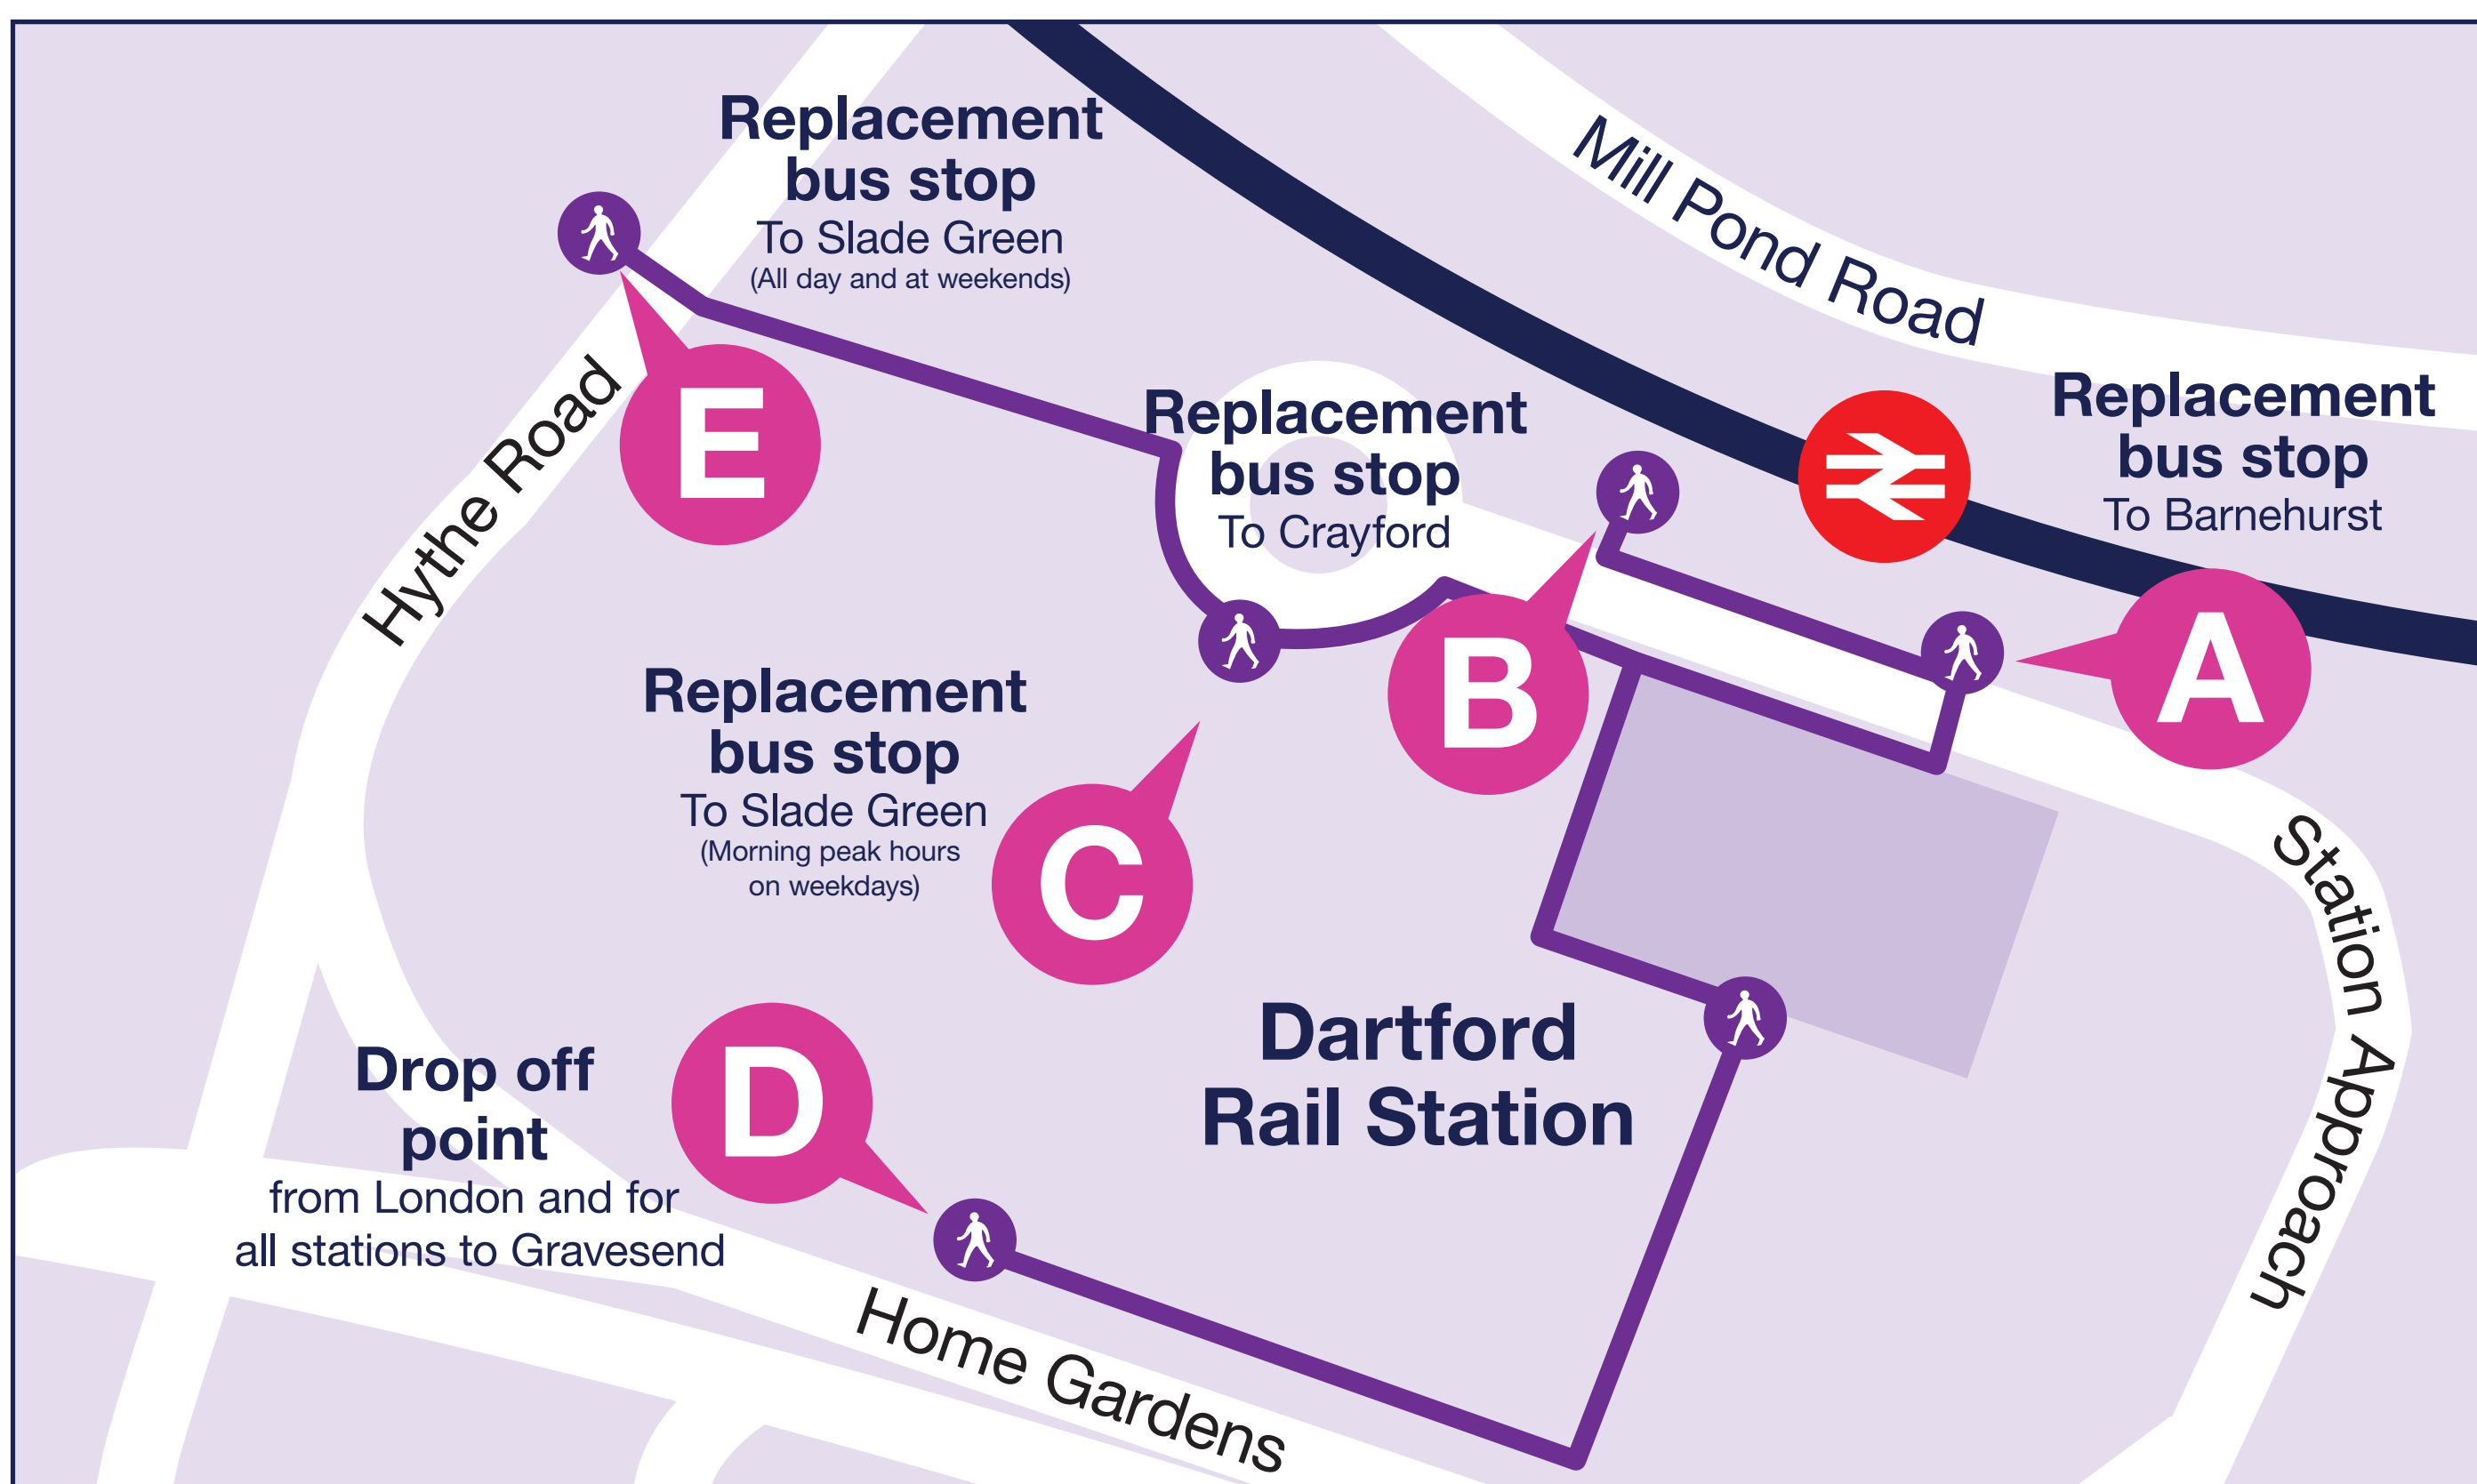 Replacement
bus stop
To Slade Green
(All day and at weekends)
Mill Pond Road
E
Hythe Road
Replacement
bus stop
To Crayford
Replacement
bus stop
To Barnehurst
B
A
Replacement
bus stop
To Slade Green
(Morning peak hours
on weekdays)
C
Station Approach
Dartford
Rail Station
Drop off
point
from London and for
all stations to Gravesend
D
Home Gardens